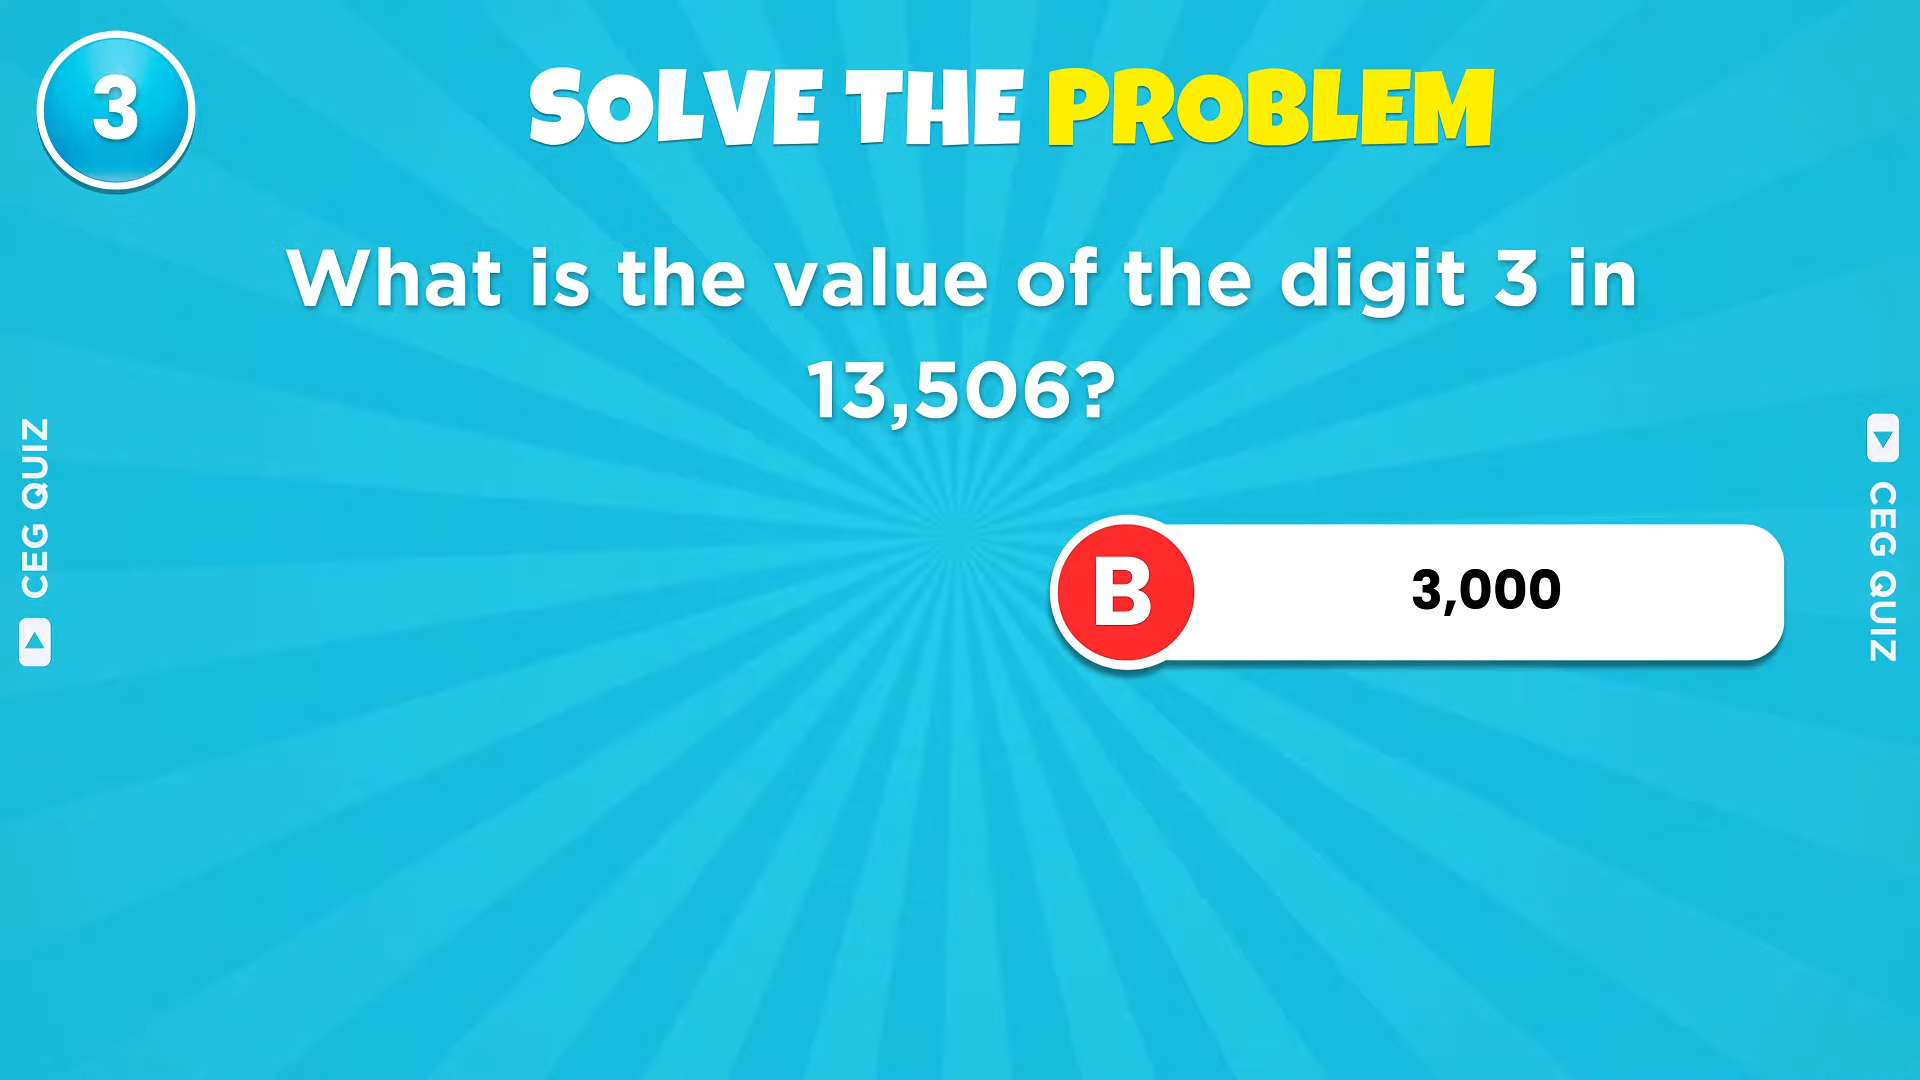 3
SOLVE THE PROBLEM
What is the value of the digit 3 in
13,506?
B
3,000
CEG QUIZ
CEG QUIZ